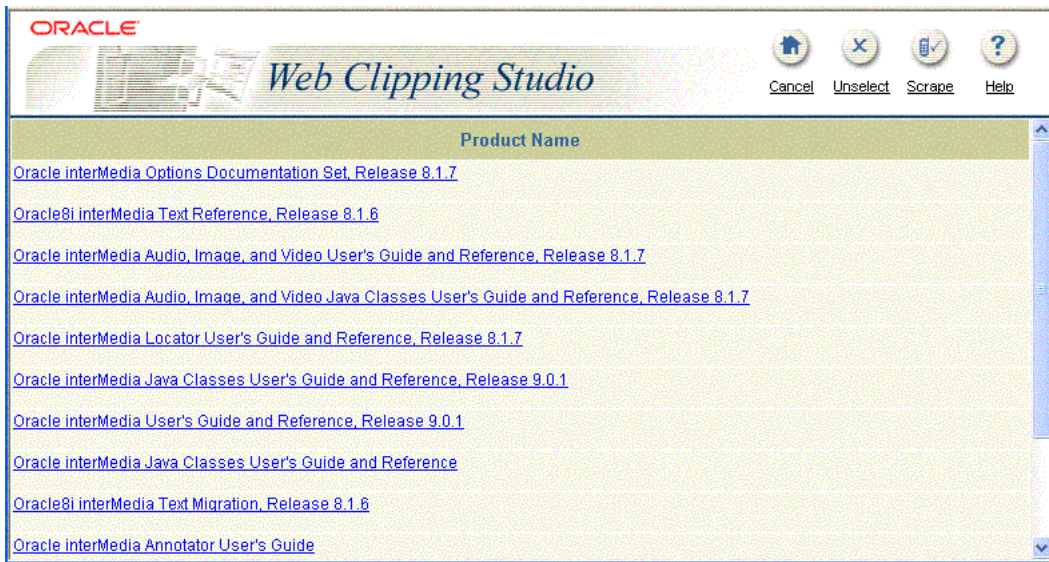 ORACLE
Web Clipping Studio
Cancel Unselect Scrape Help
Product Name
Oracle interMedia Options Documentation Set, Release 8.1.7
Oracle8i interMedia Text Reference, Release 8.1.6
Oracle interMedia Audio, Image, and Video User's Guide and Reference, Release 8.1.7
Oracle interMedia Audio, Image, and Video Java Classes User's Guide and Reference, Release 8.1.7
Oracle interMedia Locator User's Guide and Reference, Release 8.1.7
Oracle interMedia Java Classes User's Guide and Reference, Release 9.0.1
Oracle interMedia User's Guide and Reference, Release 9.0.1
Oracle interMedia Java Classes User's Guide and Reference
Oracle8i interMedia Text Migration, Release 8.1.6
Oracle interMedia Annotator User's Guide